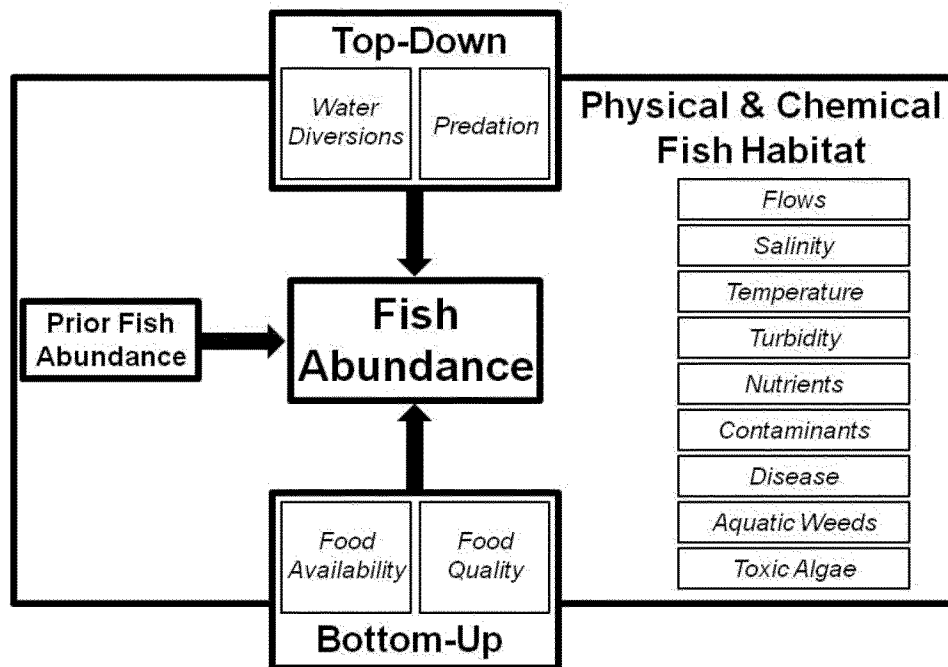 Top-Down
Water
Diversions
Predation
Physical & Chemical
Fish Habitat
Flows
Salinity
Temperature
Turbidity
Nutrients
Contaminants
Disease
Aquatic Weeds
Toxic Algae
Prior Fish
Abundance
Fish
Abundance
Food
Availability
Food
Quality
Bottom-Up